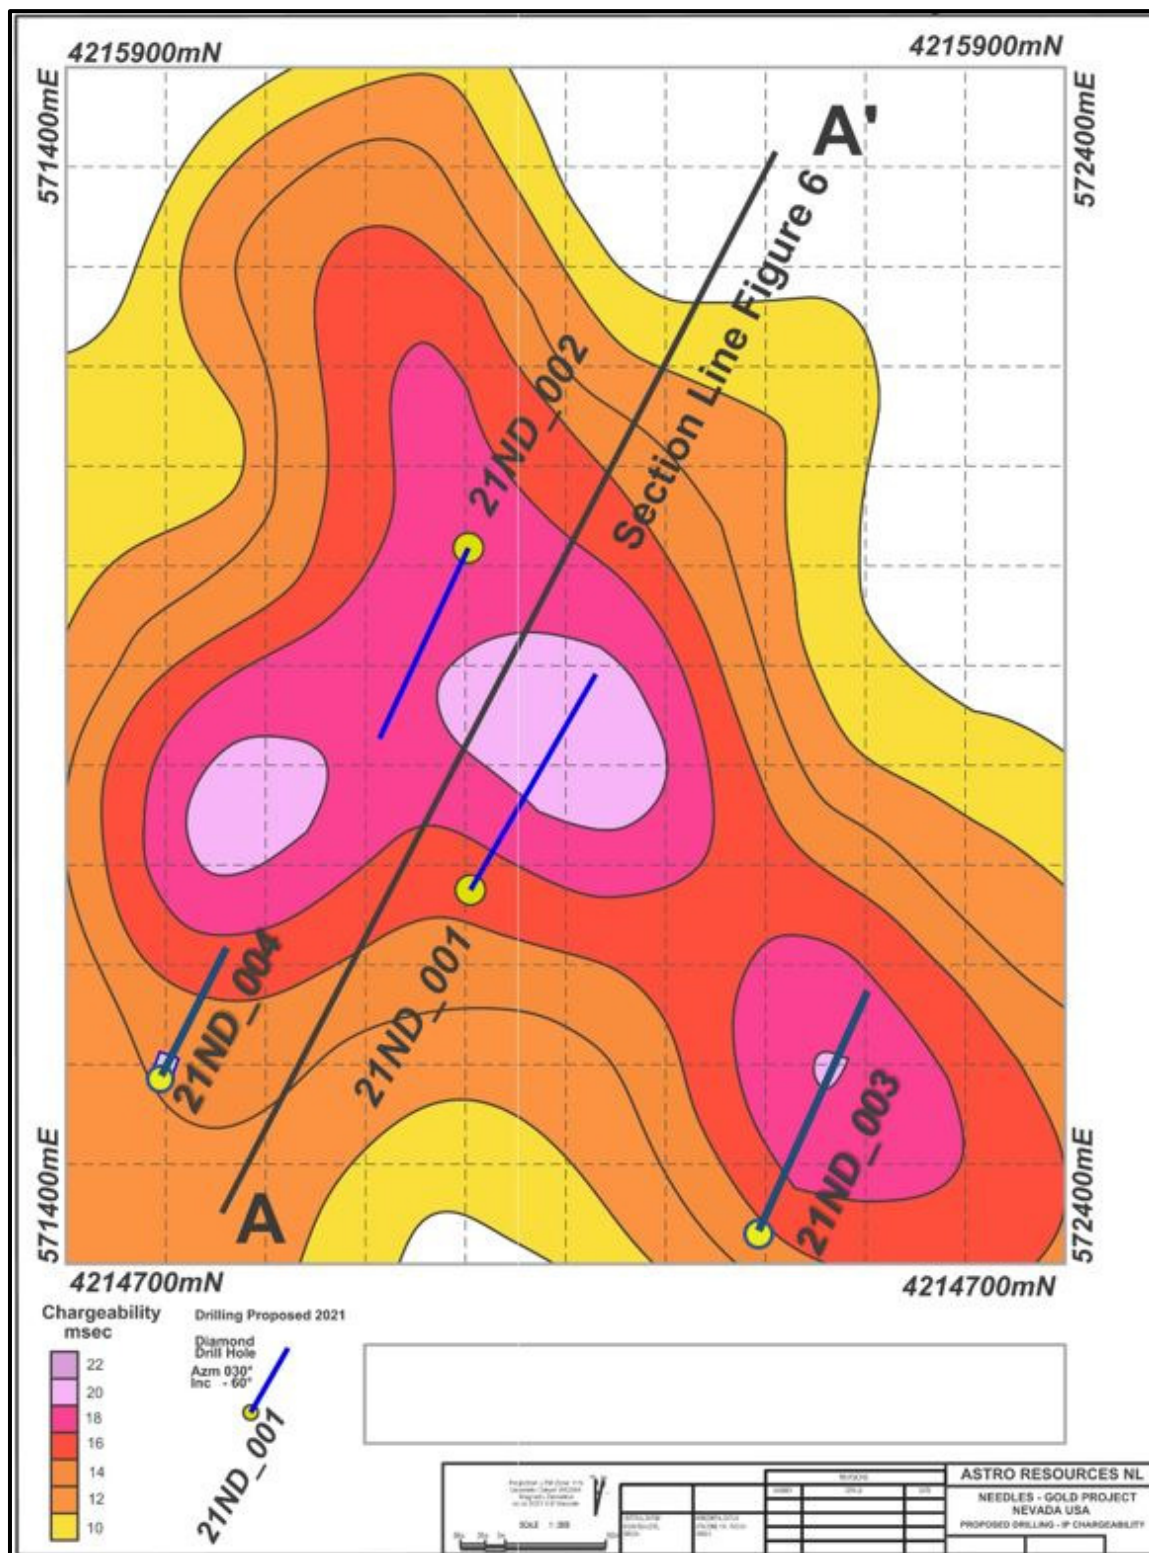 4215900mN
4215900mN
571400mE
572400mE
A'
Section Line Figure 6
21ND_002
21ND_004
21ND_001
21ND_003
A
571400mE
572400mE
4214700mN
4214700mN
Chargeability
msec
22
20
18
16
14
12
10
Drilling Proposed 2021
Diamond
Drill Hole
Azm 030°
Inc - 60°
21ND_001
SCALE
ASTRO RESOURCES NL
NEEDLES - GOLD PROJECT
NEVADA USA
PROPOSED DRILLING - IP CHARGEABILITY